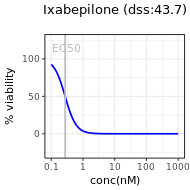 Ixabepilone (dss:43.7)
EC50
% viability
100
50
0
0.1 1 10 100 1000
conc(nM)